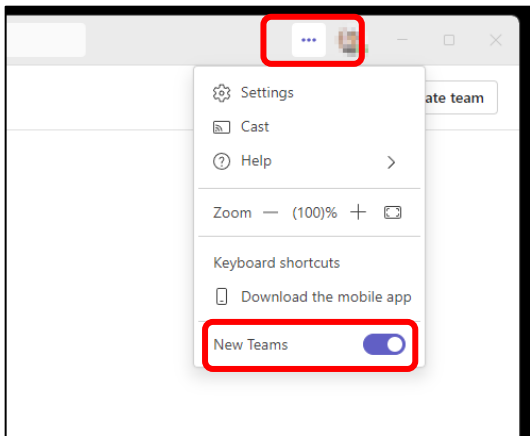 Settings
ate team
Cast
Help
Zoom — (100)% +
Keyboard shortcuts
Download the mobile app
New Teams